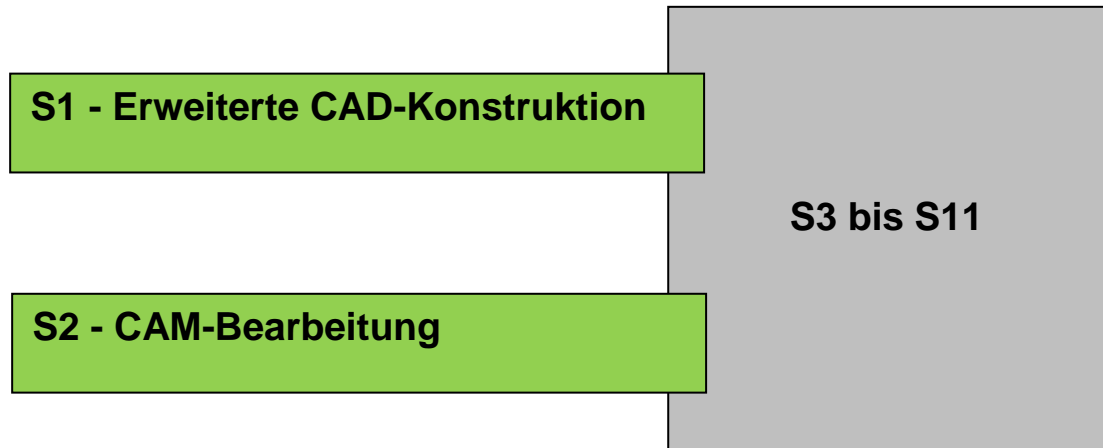 S1 - Erweiterte CAD-Konstruktion
S3 bis S11
S2 - CAM-Bearbeitung